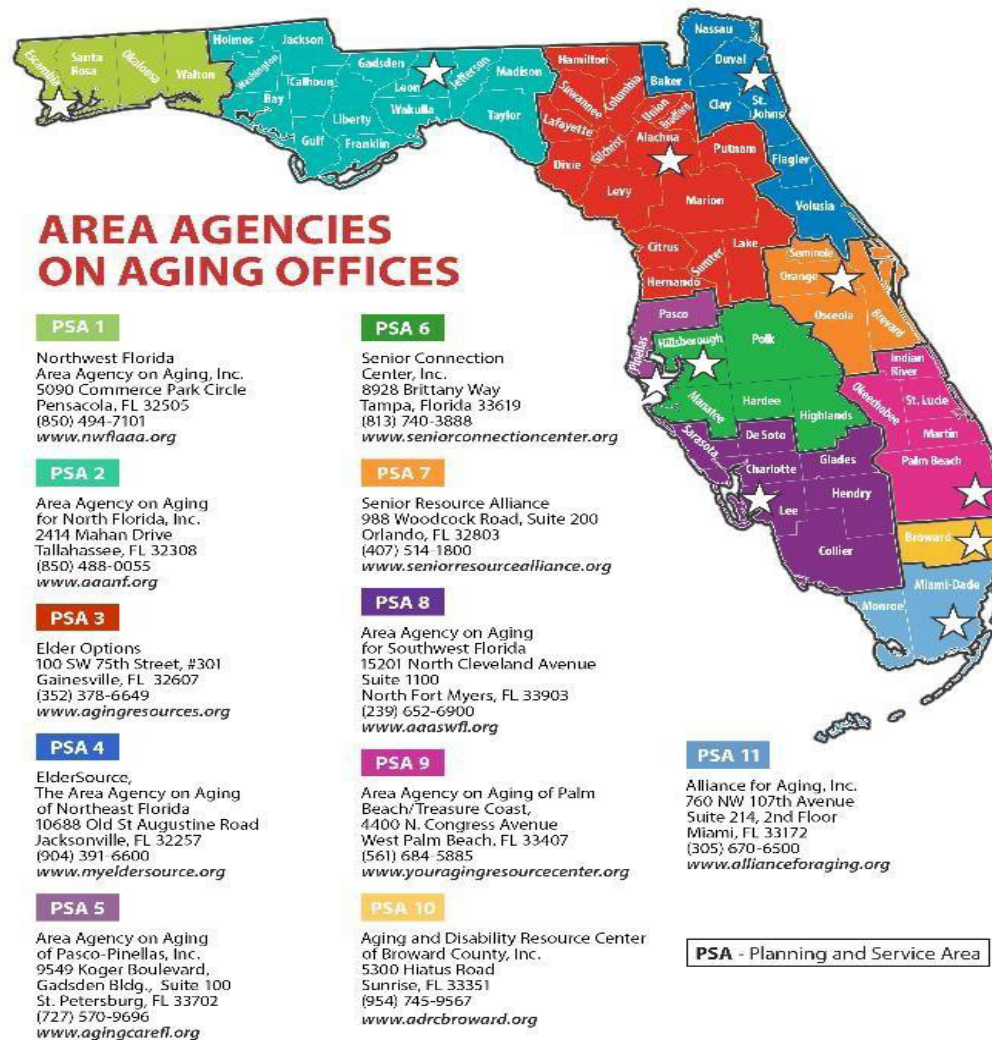 Nassau
Holmes
Jackson
Duval
Escambia
Santa
Rosa
Okaloosa
Walton
Washington
Gadsden
Madison
Hamilton
Baker
Calhoun
Leon
Jefferson
Suwannee
Columbia
Clay
St.
Johns
Bay
Wakulla
Union
Bradford
Liberty
Taylor
Lafayette
Alachua
Putnam
Gulf
Franklin
Dixie
Gilchrist
Flagler
Levy
Marion
Volusia
AREA AGENCIES
ON AGING OFFICES
Citrus
Sumter
Lake
Seminole
Orange
Hernando
Pasco
Osceola
Brevard
Pinellas
Hillsborough
Polk
Indian
River
Okeechobee
St. Lucie
Manatee
Hardee
Highlands
Martin
Sarasota
De Soto
Palm Beach
Charlotte
Glades
Lee
Hendry
Collier
Broward
Miami-Dade
Monroe
PSA 1
Northwest Florida
Area Agency on Aging, Inc.
5090 Commerce Park Circle
Pensacola, FL 32505
(850) 494-7101
www.nwflaaa.org
PSA 2
Area Agency on Aging
for North Florida, Inc.
2414 Mahan Drive
Tallahassee, FL 32308
(850) 488-0055
www.aaanf.org
PSA 3
Elder Options
100 SW 75th Street, #301
Gainesville, FL 32607
(352) 378-6649
www.agingresources.org
PSA 4
ElderSource,
The Area Agency on Aging
of Northeast Florida
10688 Old St Augustine Road
Jacksonville, FL 32257
(904) 391-6600
www.myeldersource.org
PSA 5
Area Agency on Aging
of Pasco-Pinellas, Inc.
9549 Koger Boulevard,
Gadsden Bldg., Suite 100
St. Petersburg, FL 33702
(727) 570-9696
www.agingcarefl.org
PSA 6
Senior Connection
Center, Inc.
8928 Brittany Way
Tampa, Florida 33619
(813) 740-3888
www.seniorconnectioncenter.org
PSA 7
Senior Resource Alliance
988 Woodcock Road, Suite 200
Orlando, FL 32803
(407) 514-1800
www.seniorresourcealliance.org
PSA 8
Area Agency on Aging
for Southwest Florida
15201 North Cleveland Avenue
Suite 1100
North Fort Myers, FL 33903
(239) 652-6900
www.aaaswfl.org
PSA 9
Area Agency on Aging of Palm
Beach/Treasure Coast,
4400 N. Congress Avenue
West Palm Beach, FL 33407
(561) 684-5885
www.youragingresourcecenter.org
PSA 10
Aging and Disability Resource Center
of Broward County, Inc.
5300 Hiatus Road
Sunrise, FL 33351
(954) 745-9567
www.adrcbroward.org
PSA 11
Alliance for Aging, Inc.
760 NW 107th Avenue
Suite 214, 2nd Floor
Miami, FL 33172
(305) 670-6500
www.allianceforaging.org
PSA - Planning and Service Area